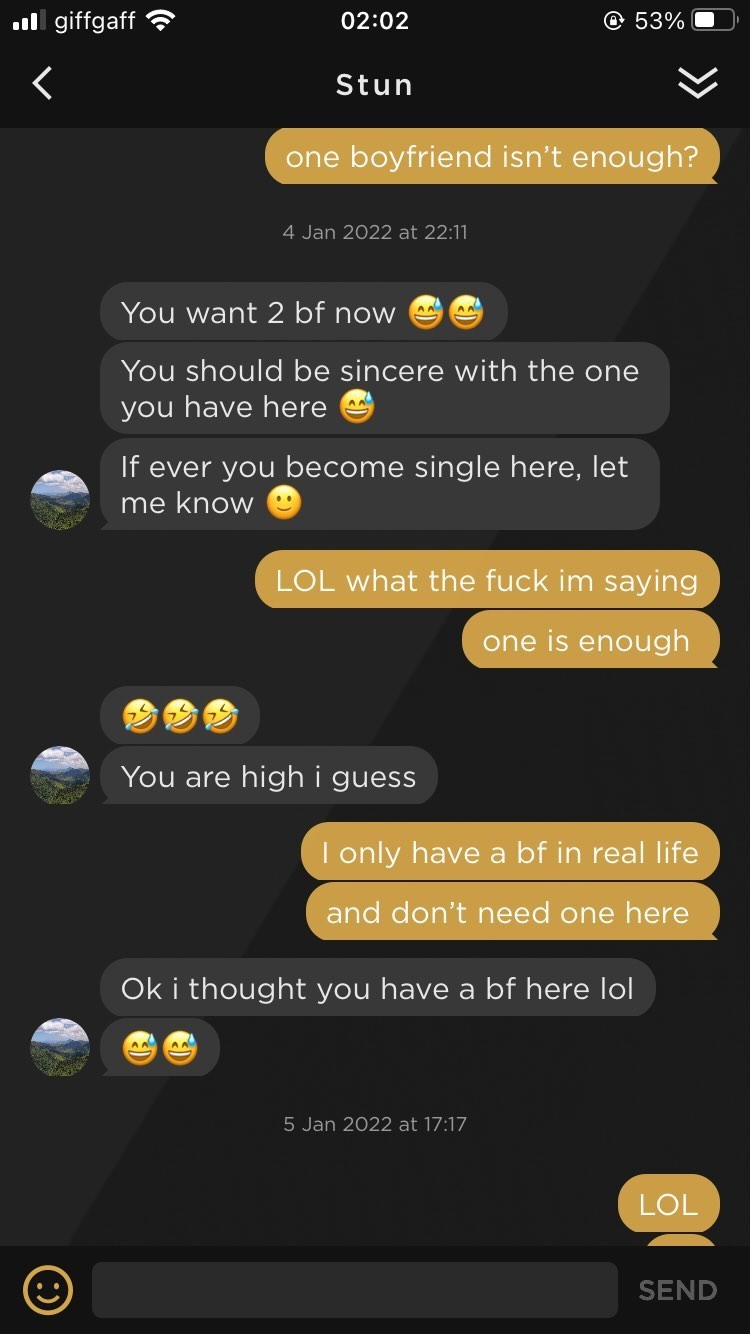 giffgaff 02:02 53%
Stun
one boyfriend isn’t enough?
4 Jan 2022 at 22:11
You want 2 bf now 😅😅
You should be sincere with the one
you have here 😅
If ever you become single here, let
me know 🙂
LOL what the fuck im saying
one is enough
🤣🤣🤣
You are high i guess
I only have a bf in real life
and don’t need one here
Ok i thought you have a bf here lol
😅😅
5 Jan 2022 at 17:17
LOL
SEND